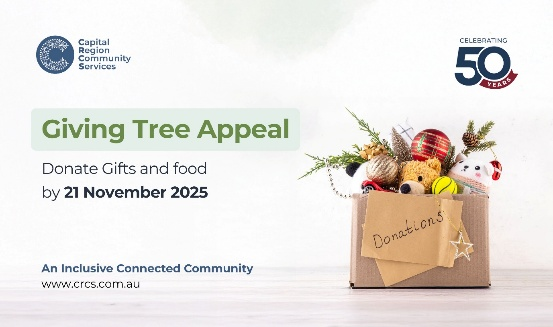 Capital
Region
Community
Services
CELEBRATING
50
YEARS
Giving Tree Appeal
Donate Gifts and food
by 21 November 2025
Donations
An Inclusive Connected Community
www.crcs.com.au